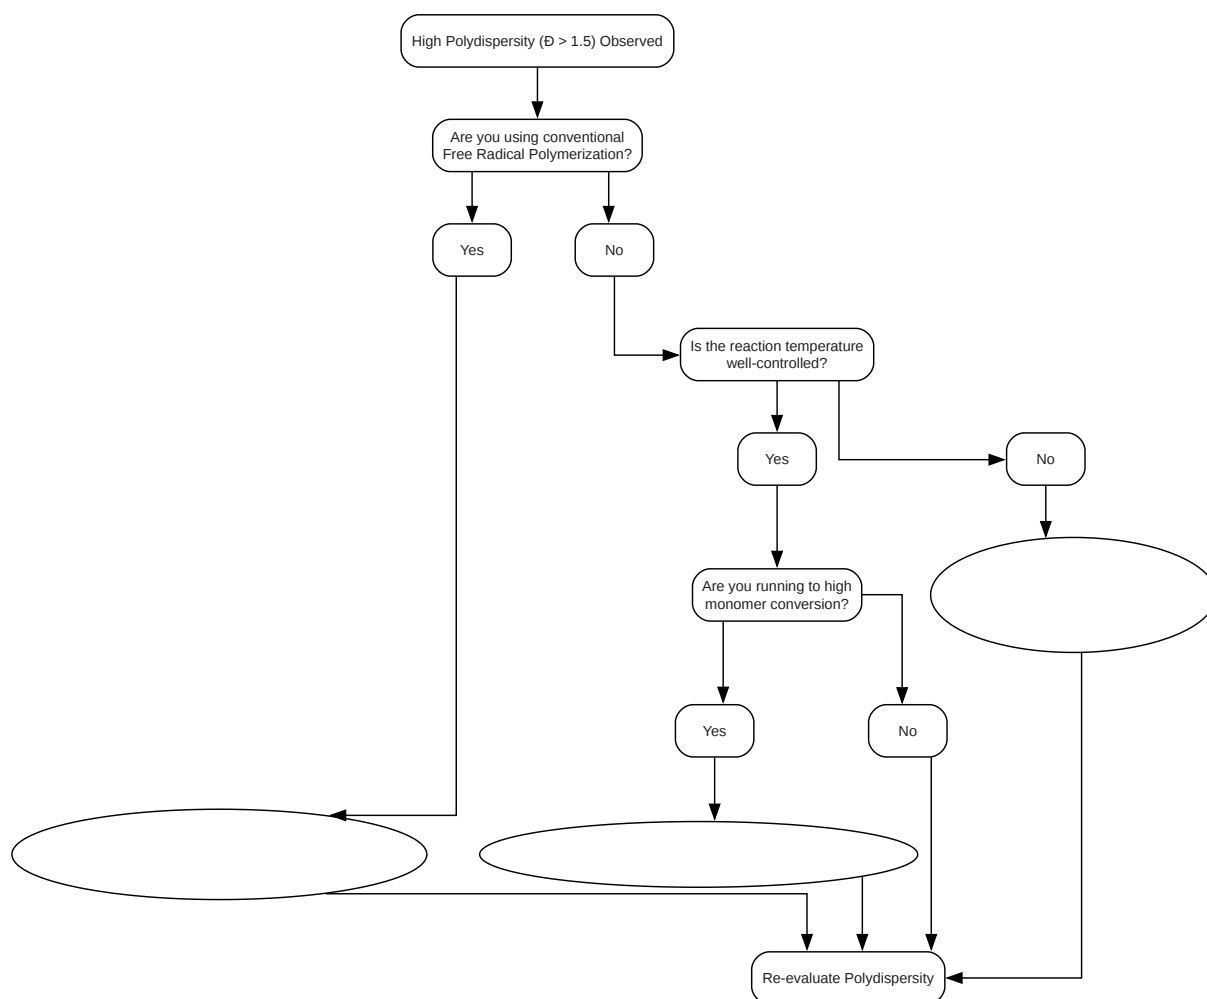 High Polydispersity (Đ > 1.5) Observed
Are you using conventional
Free Radical Polymerization?
Yes
No
Is the reaction temperature
well-controlled?
Yes
No
Are you running to high
monomer conversion?
Yes
No
Re-evaluate Polydispersity